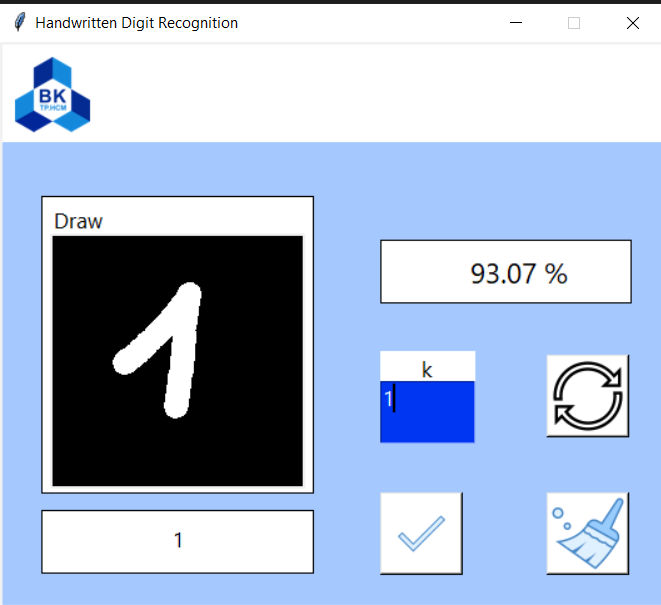 Handwritten Digit Recognition
BK
TP.HCM
Draw
1
93.07 %
k
1
1